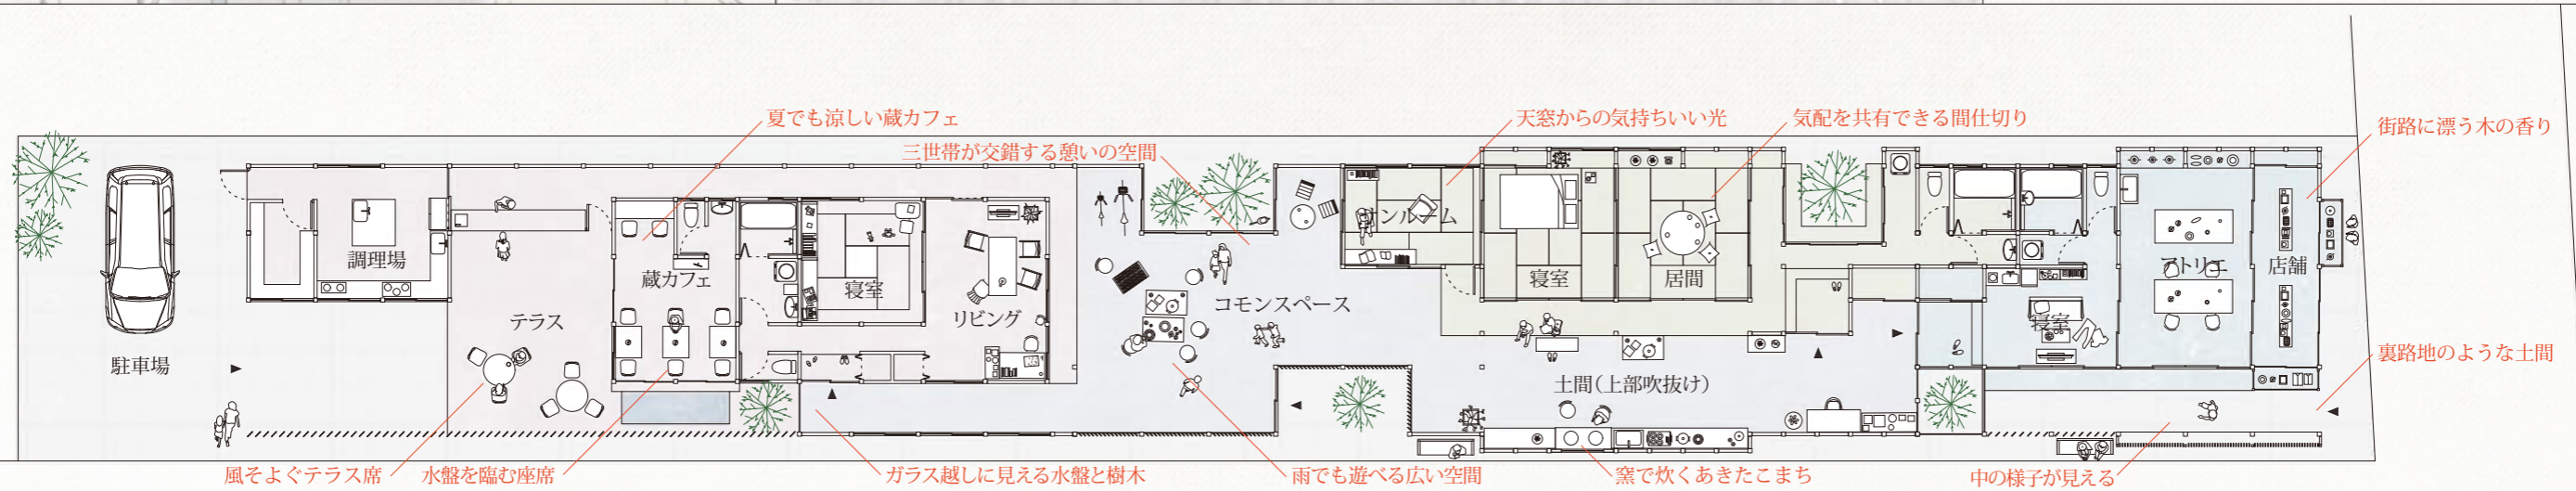 夏でも涼しい蔵カフェ
天窓からの気持ちいい光
気配を共有できる間仕切り
街路に漂う木の香り
三世帯が交錯する憩いの空間
サンルーム
調理場
蔵カフェ
寝室
寝室
居間
アトリエ
店舗
テラス
リビング
コモンスペース
寝室
駐車場
裏路地のような土間
土間（上部吹抜け）
風そよぐテラス席
水盤を臨む座席
ガラス越しに見える水盤と樹木
雨でも遊べる広い空間
窯で炊くあきたこまち
中の様子が見える